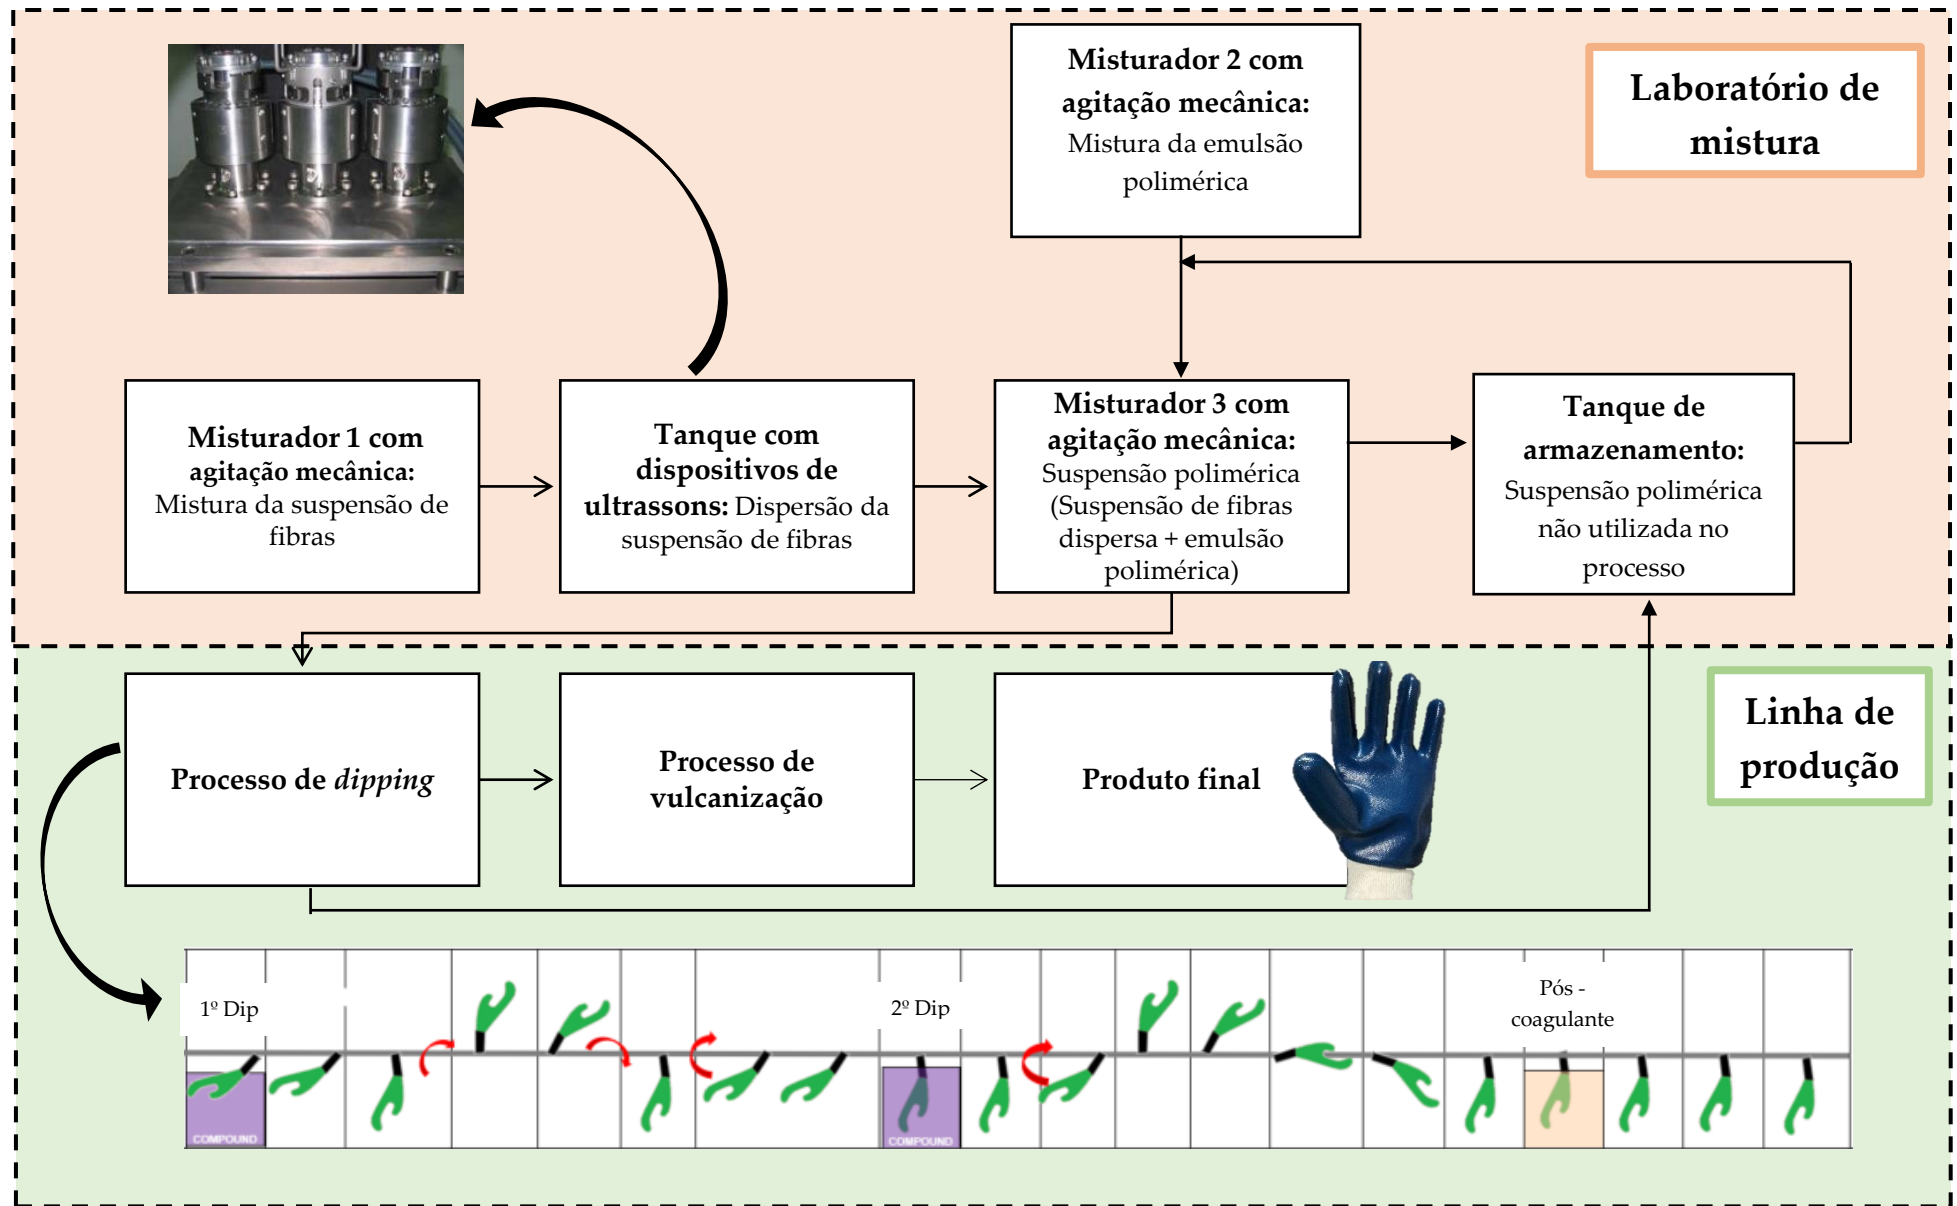 Misturador 2 com
agitação mecânica:
Mistura da emulsão
polimérica
Laboratório de
mistura
Misturador 1 com
agitação mecânica:
Mistura da suspensão de
fibras
Tanque com
dispositivos de
ultrassons: Dispersão da
suspensão de fibras
Misturador 3 com
agitação mecânica:
Suspensão polimérica
(Suspensão de fibras
dispersa + emulsão
polimérica)
Tanque de
armazenamento:
Suspensão polimérica
não utilizada no
processo
Linha de
produção
Processo de dipping
Processo de
vulcanização
Produto final
1º Dip
COMPOUND
2º Dip
COMPOUND
Pós -
coagulante